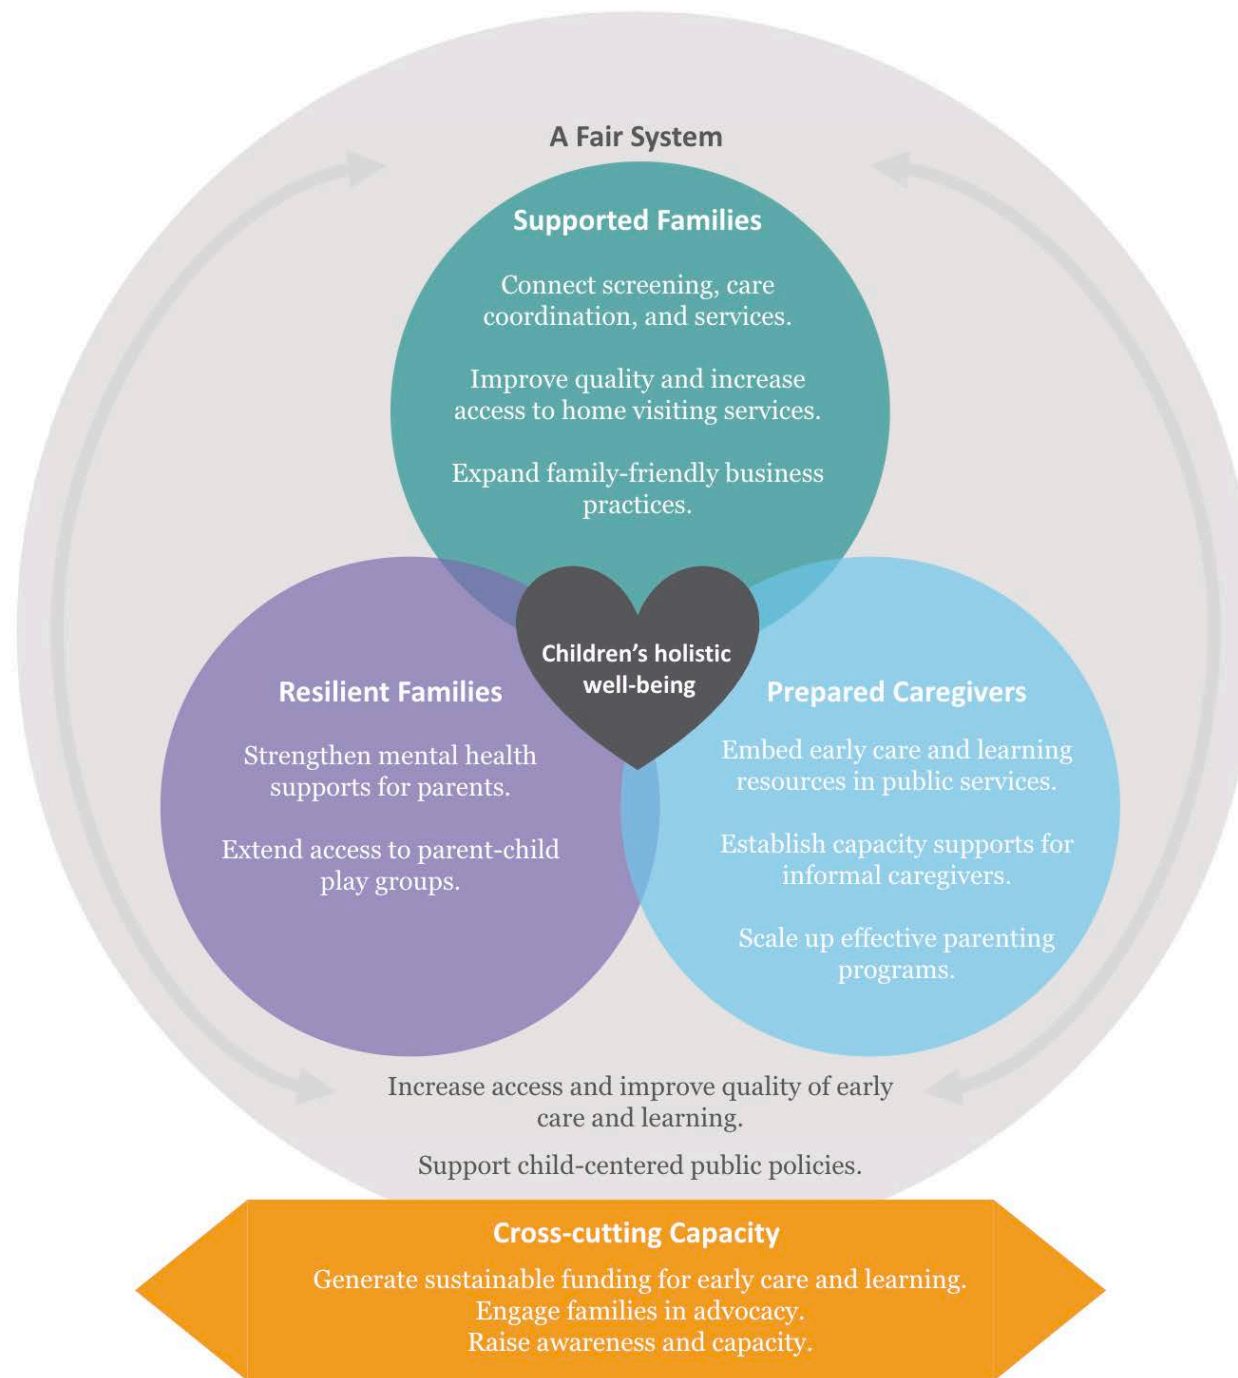 A Fair System
Supported Families
Connect screening, care
coordination, and services.
Improve quality and increase
access to home visiting services.
Expand family-friendly business
practices.
Children’s holistic
well-being
Resilient Families
Strengthen mental health
supports for parents.
Extend access to parent-child
play groups.
Prepared Caregivers
Embed early care and learning
resources in public services.
Establish capacity supports for
informal caregivers.
Scale up effective parenting
programs.
Increase access and improve quality of early
care and learning.
Support child-centered public policies.
Cross-cutting Capacity
Generate sustainable funding for early care and learning.
Engage families in advocacy.
Raise awareness and capacity.